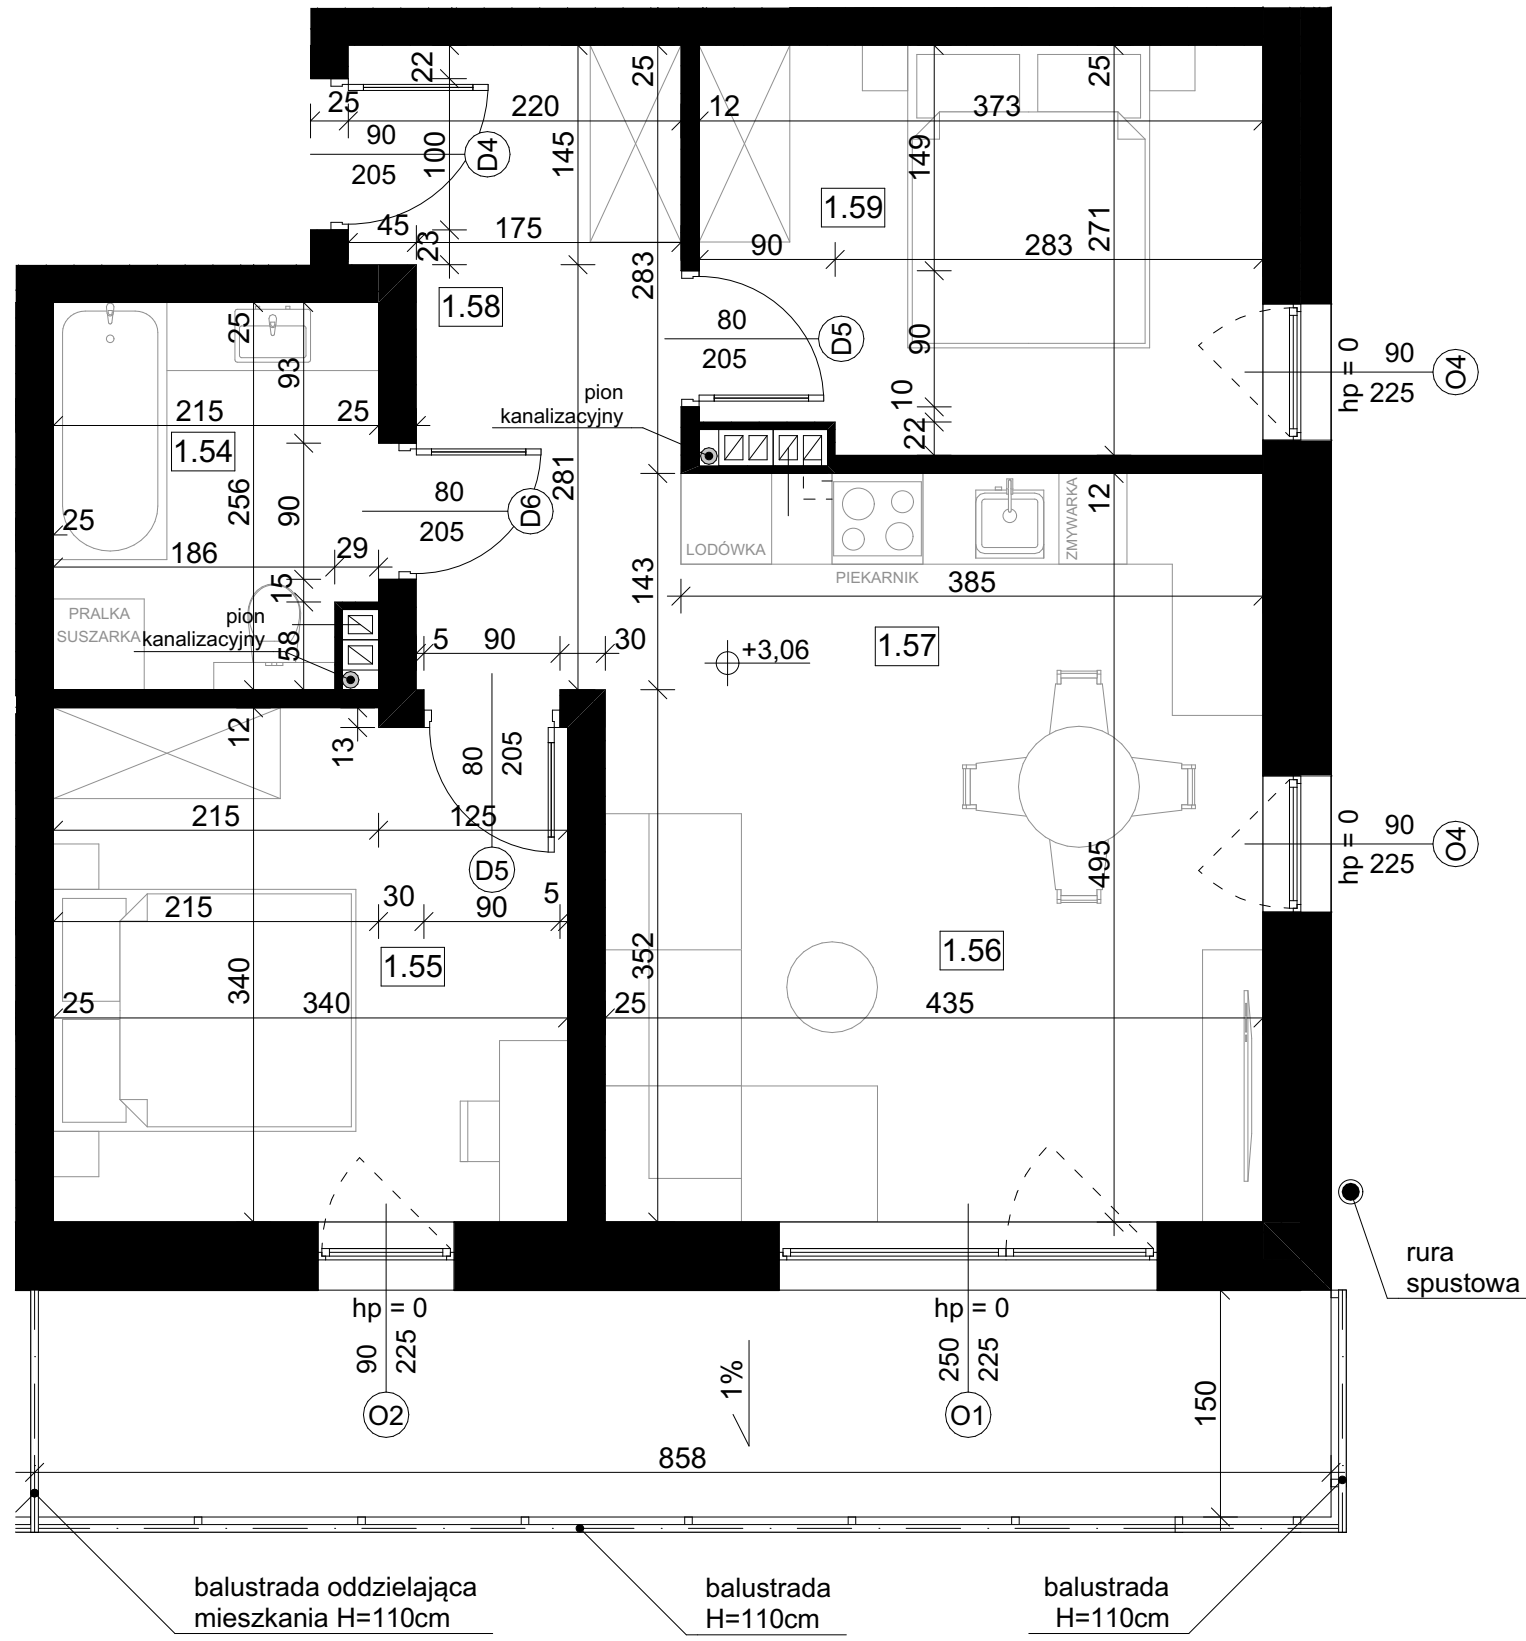 22
25
25
25
220
12
373
90
205
100
D4
145
149
1.59
271
45
175
23
90
283
283
1.58
25
93
80
205
D5
90
hp = 0
90
225
O4
215
25
1.54
pion
kanalizacyjny
10
22
256
90
80
205
D6
281
12
25
186
29
LODÓWKA
PIEKARNIK
ZMYWARKA
143
385
15
PRALKA
SUSZARKA
pion
kanalizacyjny
58
5
90
30
+3,06
1.57
12
13
80
205
215
125
D5
495
hp = 0
90
225
O4
215
30
90
5
1.55
340
352
1.56
25
340
25
435
rura
spustowa
hp = 0
90
225
O2
hp = 0
250
225
O1
1%
150
858
balustrada oddzielająca
mieszkania H=110cm
balustrada
H=110cm
balustrada
H=110cm